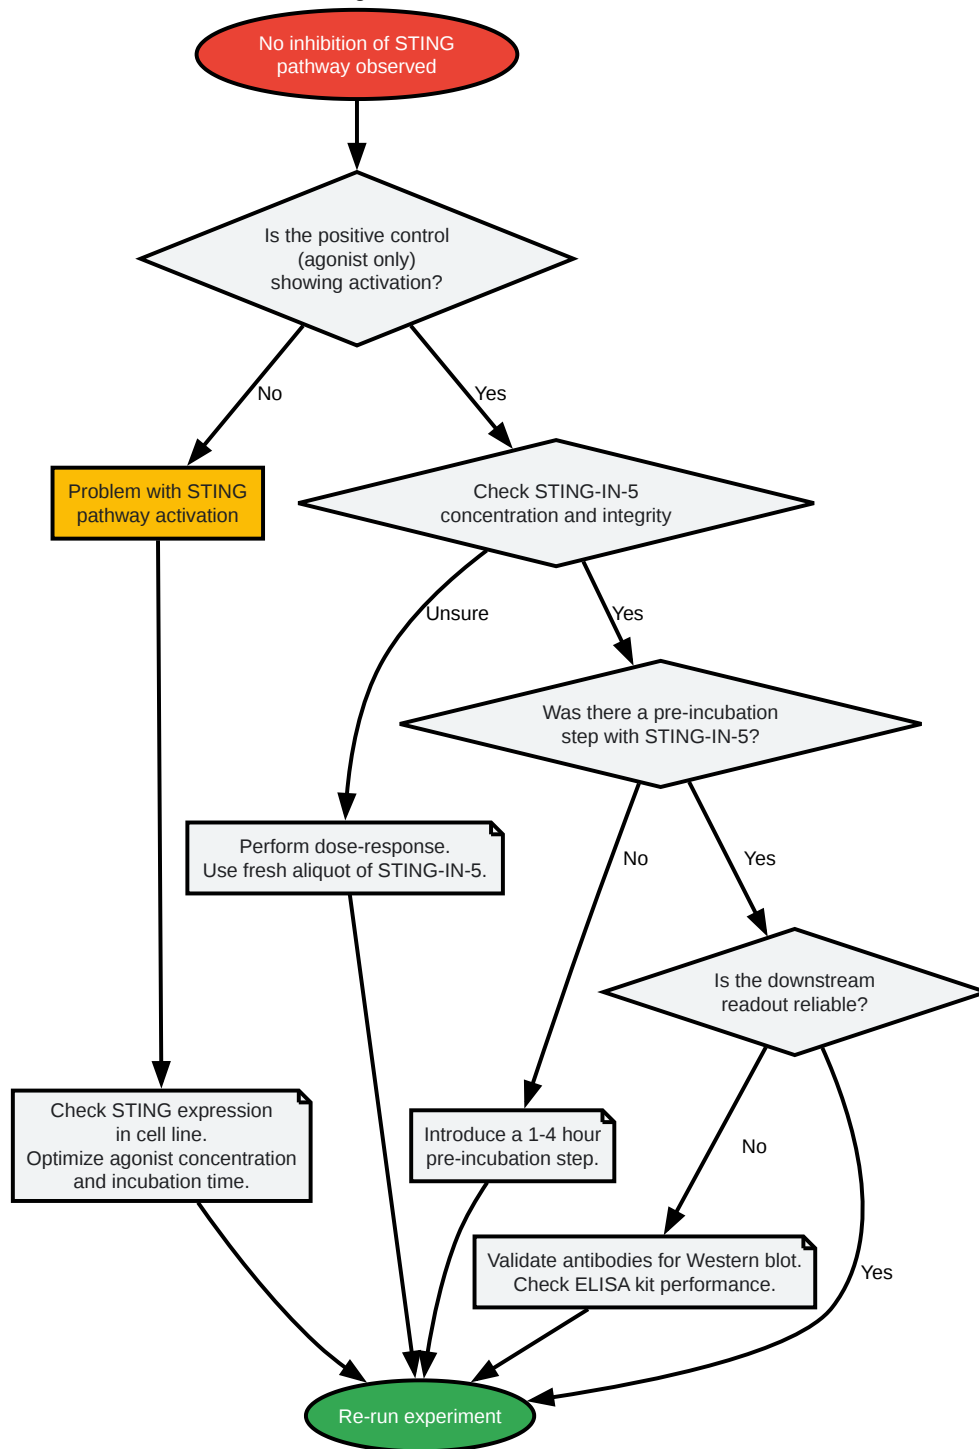 No inhibition of STING
pathway observed
Is the positive control
(agonist only)
showing activation?
No
Yes
Problem with STING
pathway activation
Check STING-IN-5
concentration and integrity
Unsure
Yes
Was there a pre-incubation
step with STING-IN-5?
Perform dose-response.
Use fresh aliquot of STING-IN-5.
No
Yes
Is the downstream
readout reliable?
Check STING expression
in cell line.
Optimize agonist concentration
and incubation time.
Introduce a 1-4 hour
pre-incubation step.
No
Validate antibodies for Western blot.
Check ELISA kit performance.
Yes
Re-run experiment